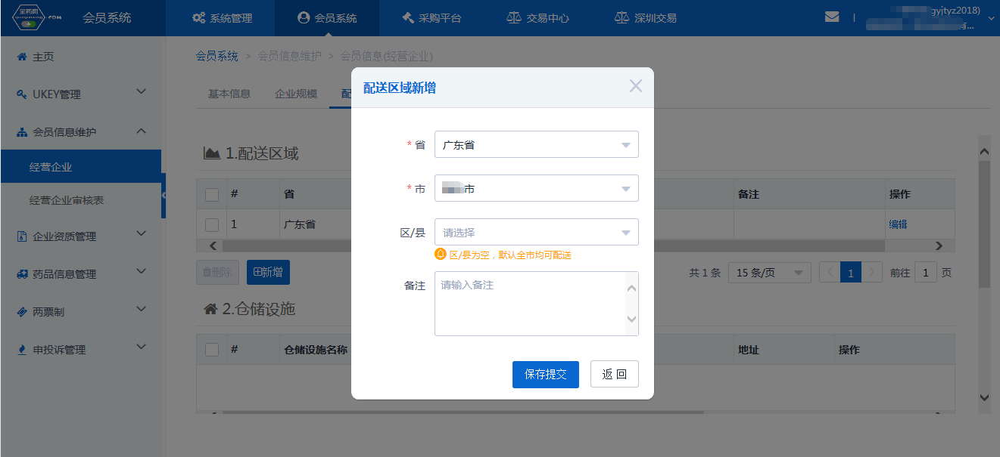 全药网 .COM 会员系统 系统管理 会员系统 采购平台 交易中心 深圳交易 gyjtyz2018)
主页
UKEY管理
会员信息维护
经营企业
经营企业审核表
企业资质管理
药品信息管理
两票制
申投诉管理
会员系统 > 会员信息维护 > 会员信息(经营企业)
基本信息 企业规模 配
1.配送区域
# 省 备注 操作
1 广东省 编辑
删除 新增 共 1 条 15 条/页 1 前往 1 页
2.仓储设施
# 仓储设施名称 地址 操作
配送区域新增
* 省 广东省
* 市 市
区/县 请选择
区/县为空，默认全市均可配送
备注 请输入备注
保存提交 返 回